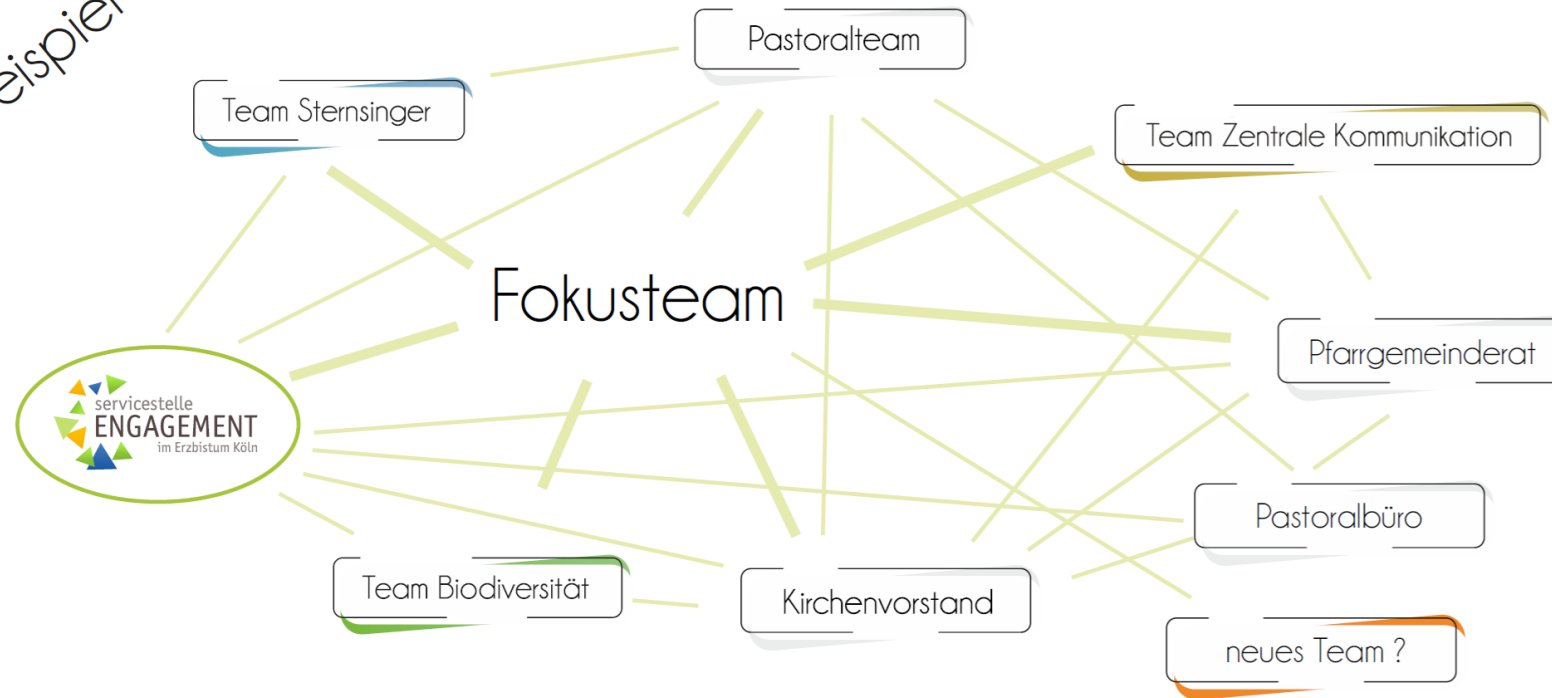 Pastoralteam
Team Sternsinger
Team Zentrale Kommunikation
Fokusteam
Pfarrgemeinderat
servicestelle
ENGAGEMENT
im Erzbistum Köln
Pastoralbüro
Team Biodiversität
Kirchenvorstand
neues Team ?